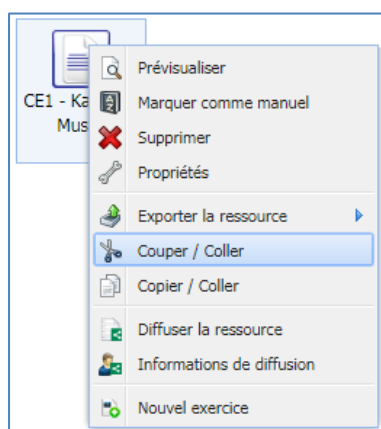 CE1 - Ka
Mus
Prévisualiser
Marquer comme manuel
Supprimer
Propriétés
Exporter la ressource
Couper / Coller
Copier / Coller
Diffuser la ressource
Informations de diffusion
Nouvel exercice